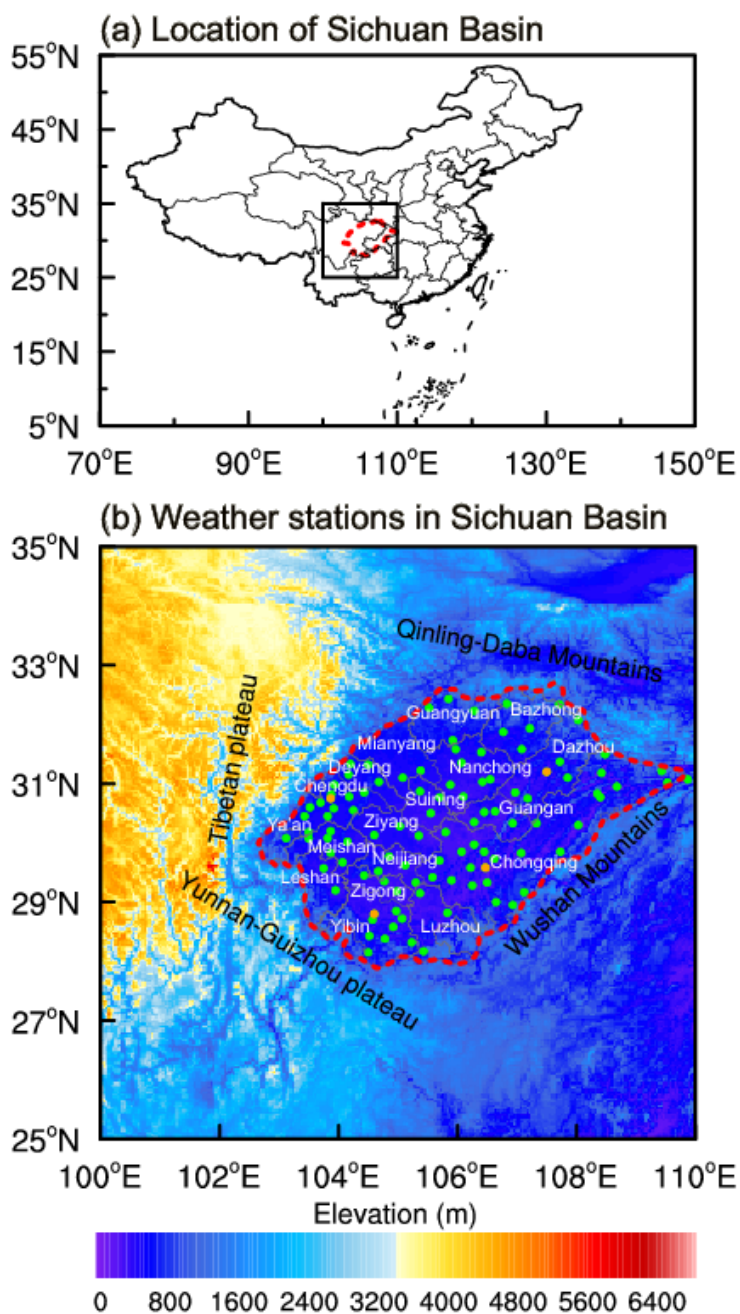 (a) Location of Sichuan Basin
55°N
45°N
35°N
25°N
15°N
5°N
70°E 90°E 110°E 130°E 150°E
(b) Weather stations in Sichuan Basin
35°N
33°N
31°N
29°N
27°N
25°N
Qinling-Daba Mountains
Tibetan plateau
Guangyuan
Bazhong
Mianyang
Dazhou
Deyang
Nanchong
Chengdu
Suining
Guangan
Ya'an
Ziyang
Meishan
Neijiang
Chongqing
Leshan
Zigong
Yibin
Luzhou
Wushan Mountains
Yunnan-Guizhou plateau
100°E 102°E 104°E 106°E 108°E 110°E
Elevation (m)
0 800 1600 2400 3200 4000 4800 5600 6400